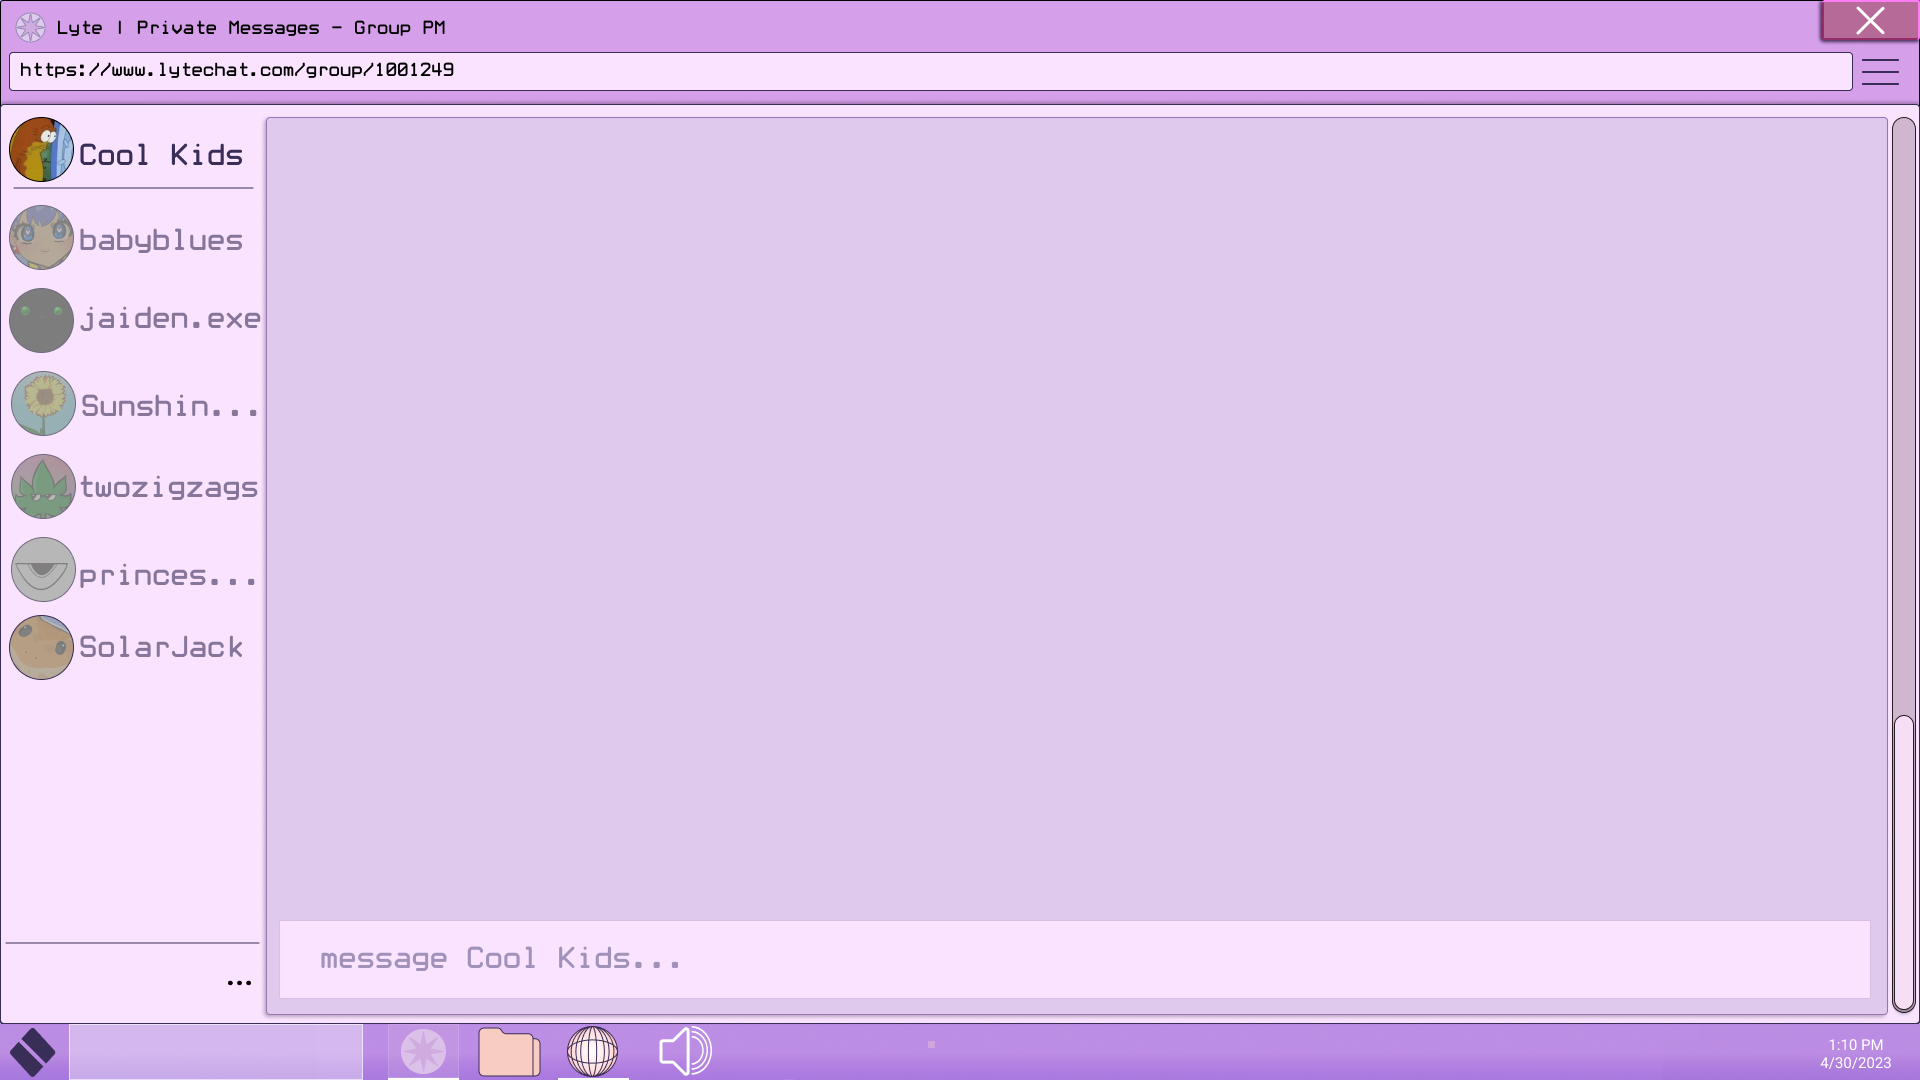 Lyte | Private Messages - Group PM
https://www.lytechat.com/group/1001249
Cool Kids
babyblues
jaiden.exe
Sunshin...
twozigzags
princes...
SolarJack
message Cool Kids...
...
1:10 PM
4/30/2023